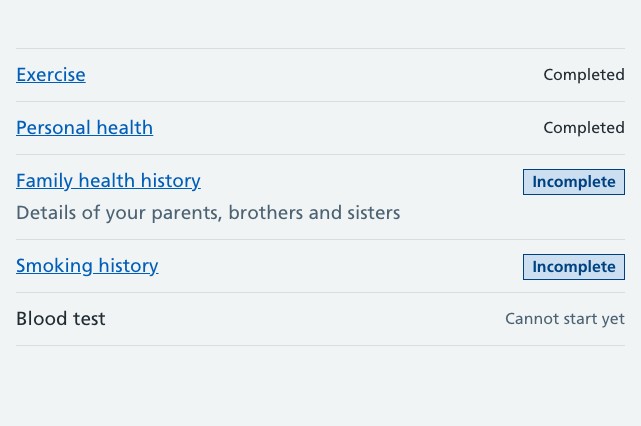 Exercise Completed
Personal health Completed
Family health history Incomplete
Details of your parents, brothers and sisters
Smoking history Incomplete
Blood test Cannot start yet